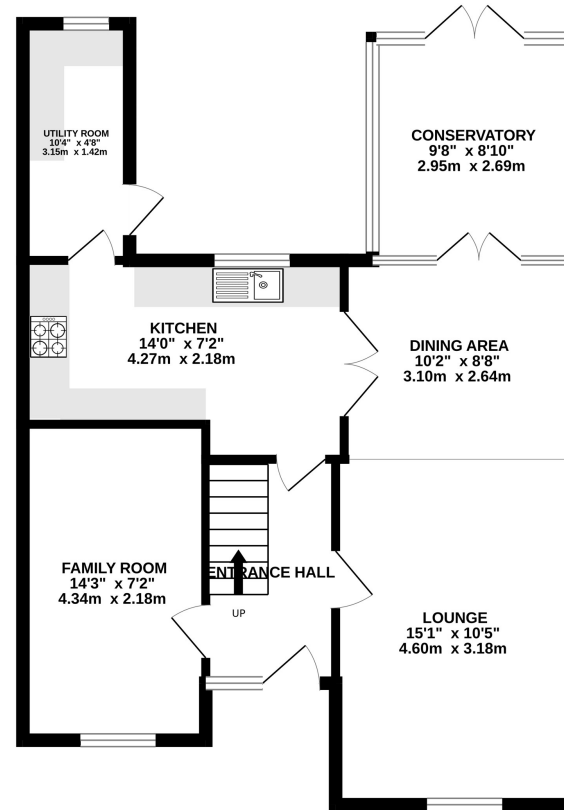 UTILITY ROOM
10'4" x 4'8"
3.15m x 1.42m
CONSERVATORY
9'8" x 8'10"
2.95m x 2.69m
KITCHEN
14'0" x 7'2"
4.27m x 2.18m
DINING AREA
10'2" x 8'8"
3.10m x 2.64m
FAMILY ROOM
14'3" x 7'2"
4.34m x 2.18m
ENTRANCE HALL
UP
LOUNGE
15'1" x 10'5"
4.60m x 3.18m